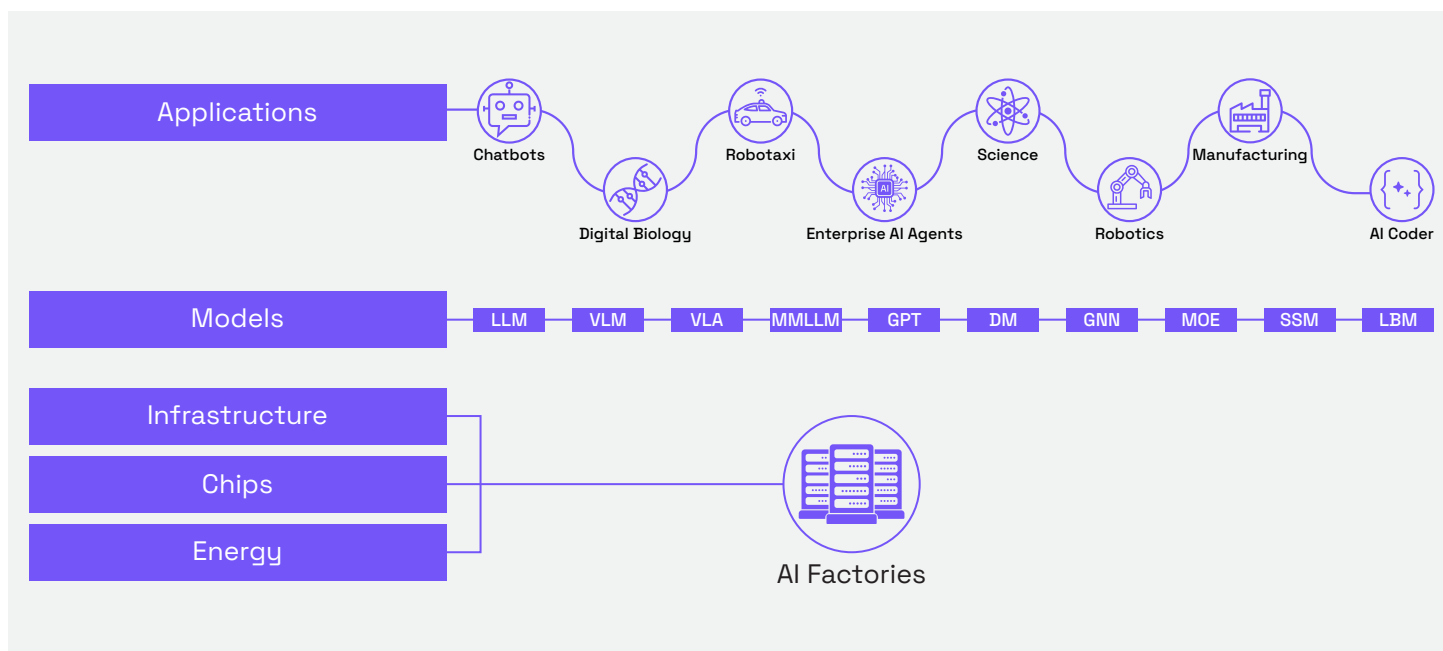 Applications
Chatbots
Digital Biology
Robotaxi
Enterprise AI Agents
AI
Science
Robotics
Manufacturing
AI Coder
Models
LLM
VLM
VLA
MMLLM
GPT
DM
GNN
MOE
SSM
LBM
Infrastructure
Chips
Energy
AI Factories